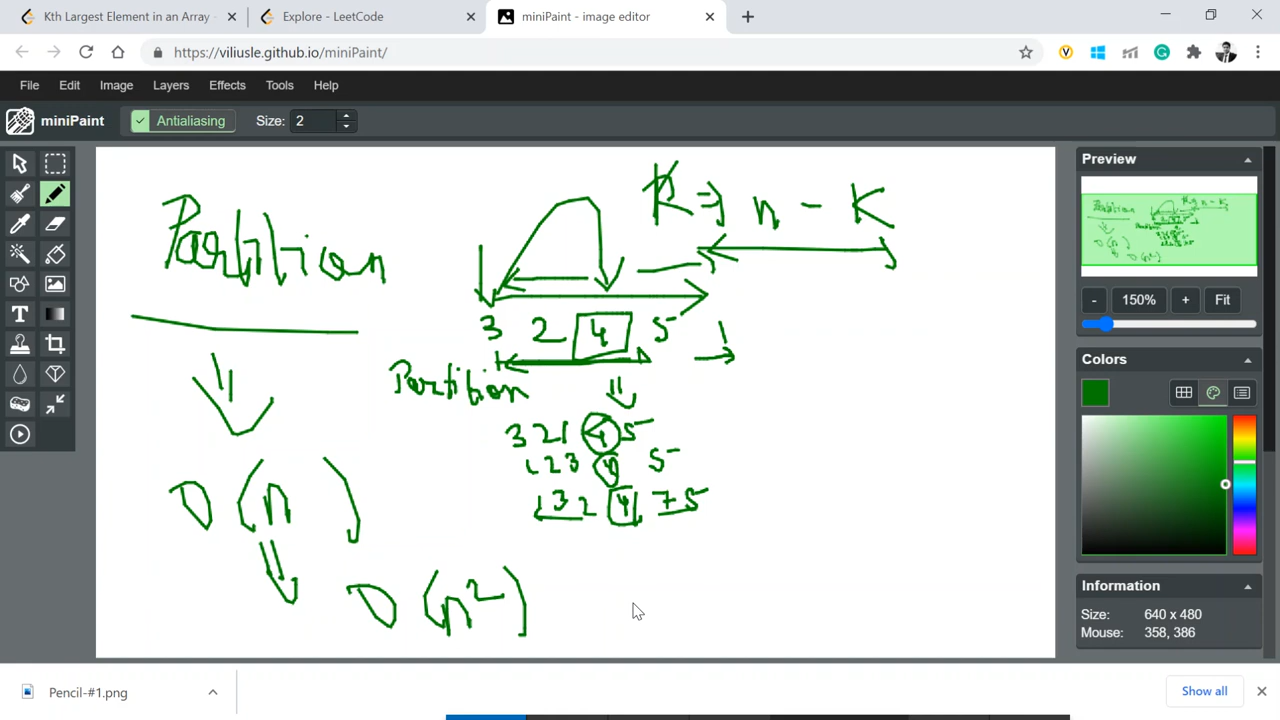 Kth Largest Element in an Array
Explore - LeetCode
miniPaint - image editor
https://viliusle.github.io/miniPaint/
File Edit Image Layers Effects Tools Help
miniPaint
Antialiasing
Size: 2
Partition
K ⇒ n - K
3 2 4 5 1
Partition
3 2 1 4 5
1 2 3 4 5
1 3 2 4 7 5
O(n)
O(n²)
Preview
- 150% + Fit
Colors
Information
Size: 640 x 480
Mouse: 358, 386
Pencil-#1.png
Show all